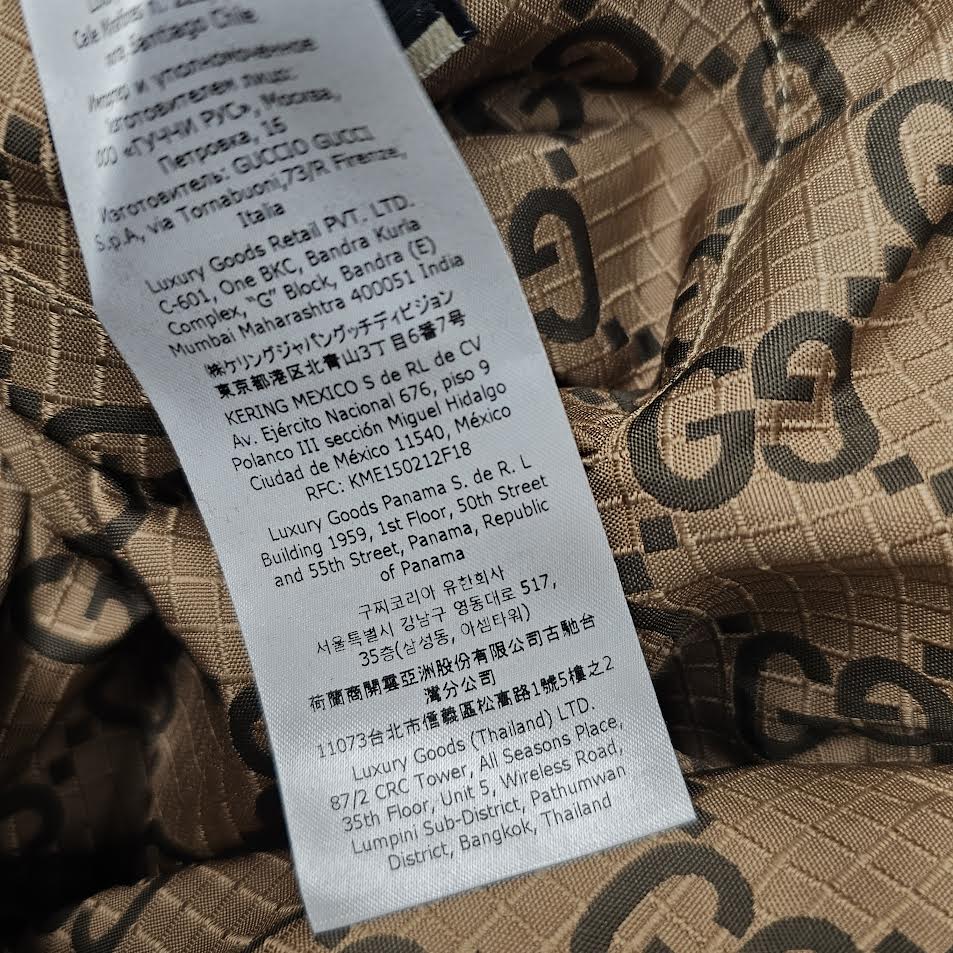 Santiago Chile
и уполномоченное
изготовителем лицо:
ООО «ГУЧЧИ РУС», Москва,
Петровка, 16
Изготовитель: GUCCIO GUCCI
S.p.A, via Tornabuoni,73/R Firenze,
Italia
Luxury Goods Retail PVT. LTD.
C-601, One BKC, Bandra Kurla
Complex, "G" Block, Bandra (E)
Mumbai Maharashtra 400051 India
㈱ケリングジャパングッチディビジョン
東京都港区北青山3丁目6番7号
KERING MEXICO S de RL de CV
Av. Ejército Nacional 676, piso 9
Polanco III sección Miguel Hidalgo
Ciudad de México 11540, México
RFC: KME150212F18
Luxury Goods Panama S. de R. L
Building 1959, 1st Floor, 50th Street
and 55th Street, Panama, Republic
of Panama
구찌코리아 유한회사
서울특별시 강남구 영동대로 517,
35층(삼성동, 아셈타워)
荷蘭商開雲亞洲股份有限公司古馳台
灣分公司
11073台北市信義區松高路1號5樓之2
Luxury Goods (Thailand) LTD.
87/2 CRC Tower, All Seasons Place,
35th Floor, Unit 5, Wireless Road,
Lumpini Sub-District, Pathumwan
District, Bangkok, Thailand